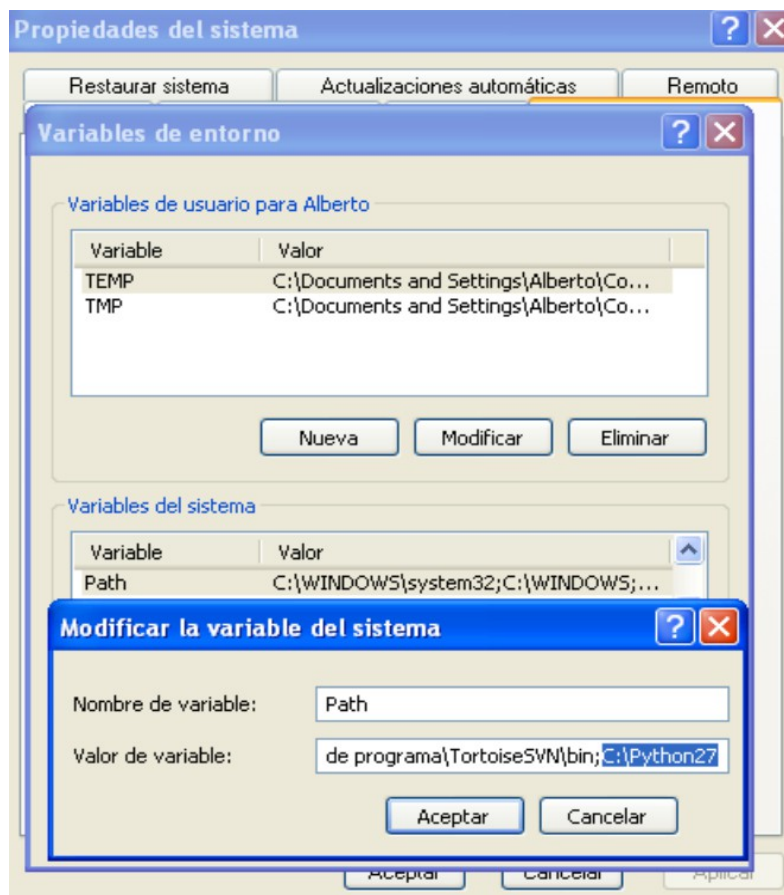 Propiedades del sistema
Restaurar sistema Actualizaciones automáticas Remoto
Variables de entorno
Variables de usuario para Alberto
Variable Valor
TEMP C:\Documents and Settings\Alberto\Co...
TMP C:\Documents and Settings\Alberto\Co...
Nueva Modificar Eliminar
Variables del sistema
Variable Valor
Path C:\WINDOWS\system32;C:\WINDOWS;...
Modificar la variable del sistema
Nombre de variable: Path
Valor de variable: de programa\TortoiseSVN\bin;C:\Python27
Aceptar Cancelar
Aceptar Cancelar Aplicar